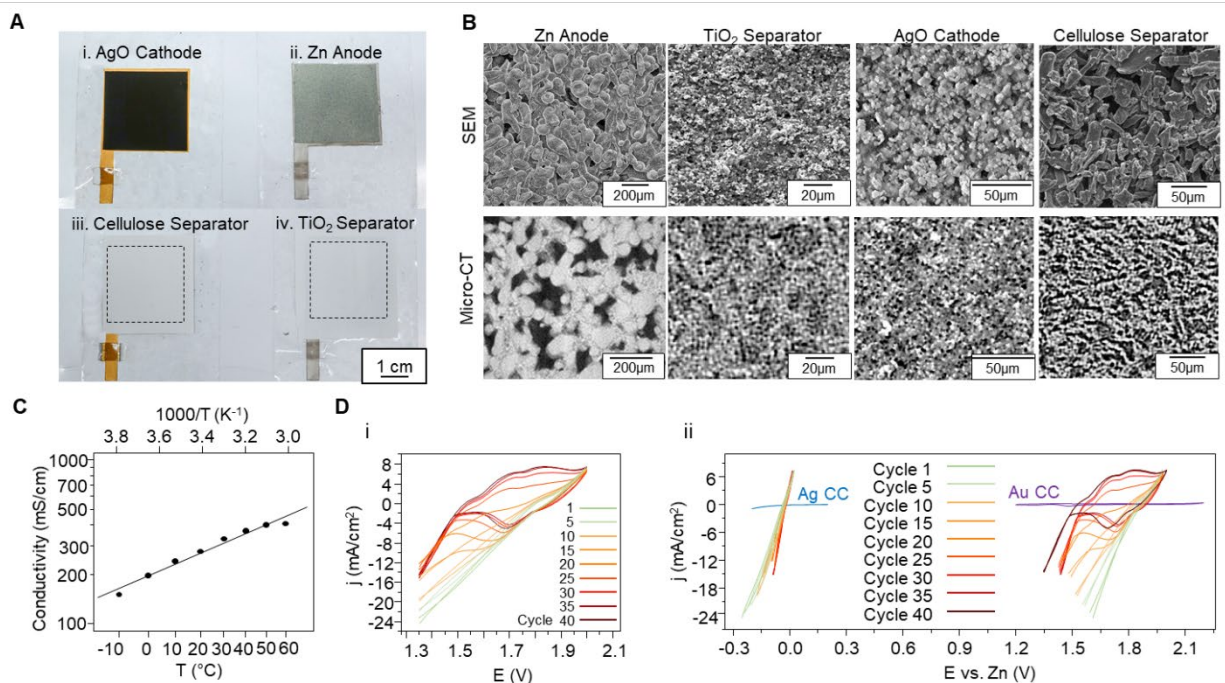 A
i. AgO Cathode
ii. Zn Anode
iii. Cellulose Separator
iv. TiO₂ Separator
1 cm
B
Zn Anode
TiO₂ Separator
AgO Cathode
Cellulose Separator
SEM
200µm
20µm
50µm
50µm
Micro-CT
200µm
20µm
50µm
50µm
C
1000/T (K⁻¹)
3.8 3.6 3.4 3.2 3.0
Conductivity (mS/cm)
1000
500
300
200
100
-10 0 10 20 30 40 50 60
T (°C)
D
i
j (mA/cm²)
8
4
0
-4
-8
-12
-16
-20
-24
1
5
10
15
20
25
30
35
Cycle 40
1.3 1.5 1.7 1.9 2.1
E (V)
ii
j (mA/cm²)
6
0
-6
-12
-18
-24
Ag CC
Cycle 1
Cycle 5
Cycle 10
Cycle 15
Cycle 20
Cycle 25
Cycle 30
Cycle 35
Cycle 40
Au CC
-0.3 0.0 0.3 0.6 0.9 1.2 1.5 1.8 2.1
E vs. Zn (V)